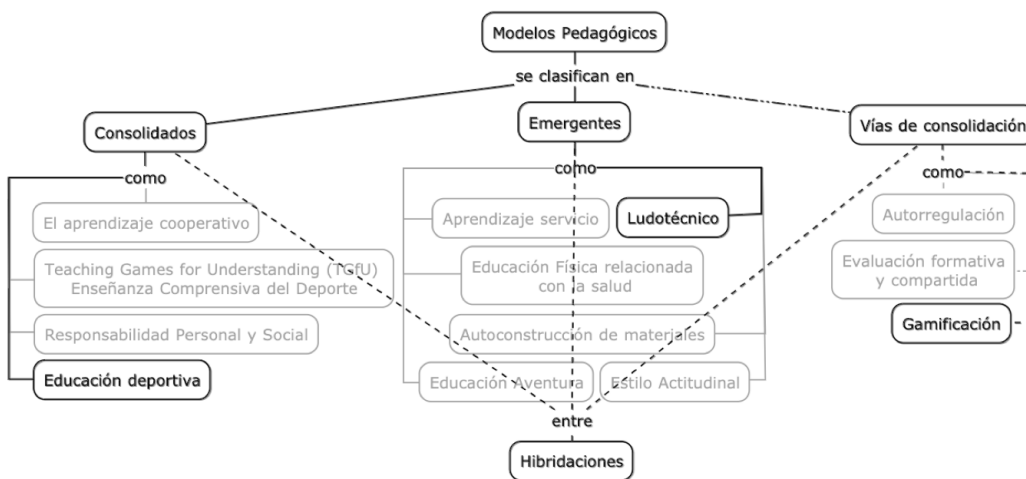 Modelos Pedagógicos
se clasifican en
Consolidados
Emergentes
Vías de consolidación
como
como
como
El aprendizaje cooperativo
Teaching Games for Understanding (TGfU)
Enseñanza Comprensiva del Deporte
Responsabilidad Personal y Social
Educación deportiva
Aprendizaje servicio
Ludotécnico
Educación Física relacionada
con la salud
Autoconstrucción de materiales
Educación Aventura
Estilo Actitudinal
Autorregulación
Evaluación formativa
y compartida
Gamificación
entre
Hibridaciones